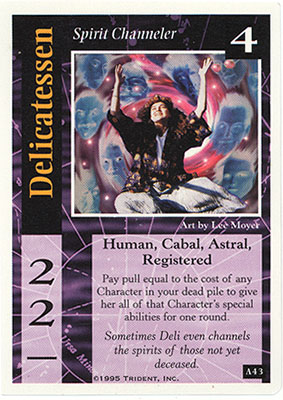 Delicatessen
Spirit Channeler
4
Art by Lee Moyer
Human, Cabal, Astral,
Registered
2
2
—
Pay pull equal to the cost of any
Character in your dead pile to give
her all of that Character's special
abilities for one round.
Sometimes Deli even channels
the spirits of those not yet
deceased.
©1995 TRIDENT, INC.
A43